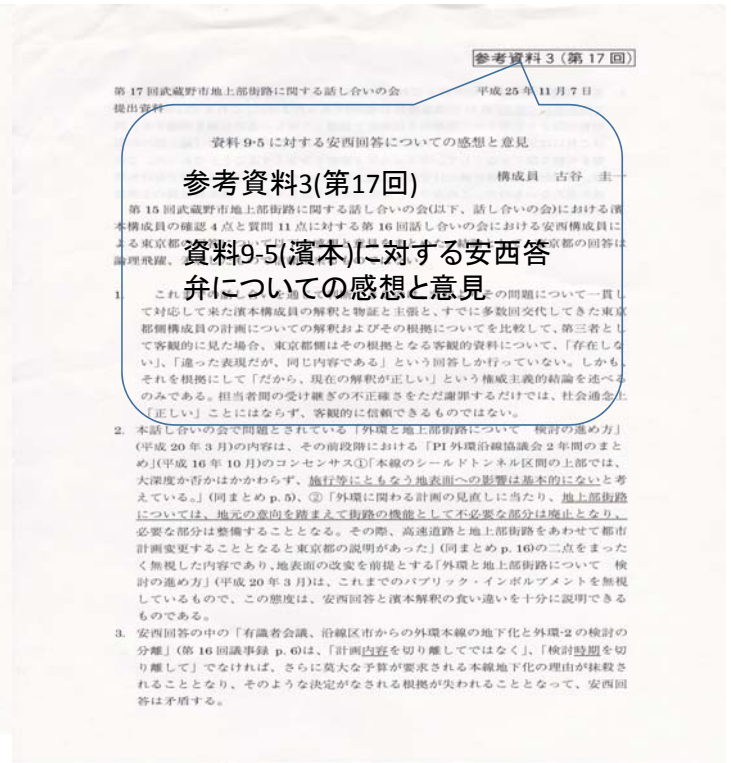 参考資料 3 (第 17 回)
第 17 回武蔵野市地上部街路に関する話し合いの会 平成 25 年 11 月 7 日
提出資料
資料 9-5 に対する安西回答についての感想と意見
構成員 古谷 圭一
参考資料3(第17回)
第 15 回武蔵野市地上部街路に関する話し合いの会(以下、話し合いの会)における濱
本構成員の確認 4 点と質問 11 点に対する第 16 回話し合いの会における安西構成員に
よる東京都の回答は
資料9-5(濱本)に対する安西答
弁についての感想と意見
論理飛躍、
1. その問題について一貫し
て対応して来た濱本構成員の解釈と物証と主張と、すでに多数回交代してきた東京
都側構成員の計画についての解釈およびその根拠についてを比較して、第三者とし
て客観的に見た場合、東京都側はその根拠となる客観的資料について、「存在しな
い」、「違った表現だが、同じ内容である」という回答しか行っていない。しかも、
それを根拠にして「だから、現在の解釈が正しい」という権威主義的結論を述べる
のみである。担当者間の受け継ぎの不正確さをただ謝罪するだけでは、社会通念上
「正しい」ことにはならず、客観的に信頼できるものではない。
2. 本話し合いの会で問題とされている「外環と地上部街路について 検討の進め方」
(平成 20 年 3 月)の内容は、その前段階における「PI 外環沿線協議会 2 年間のまと
め」(平成 16 年 10 月)のコンセンサス①「本線のシールドトンネル区間の上部では、
大深度か否かはかかわらず、施行等にともなう地表面への影響は基本的にないと考
えている。」(同まとめ p. 5)、②「外環に関わる計画の見直しに当たり、地上部街路
については、地元の意向を踏まえて街路の機能として不必要な部分は廃止となり、
必要な部分は整備することとなる。その際、高速道路と地上部街路をあわせて都市
計画変更することとなると東京都の説明があった」(同まとめ p. 16)の二点をまった
く無視した内容であり、地表面の改変を前提とする「外環と地上部街路について 検
討の進め方」(平成 20 年 3 月)は、これまでのパブリック・インボルブメントを無視
しているもので、この態度は、安西回答と濱本解釈の食い違いを十分に説明できる
ものである。
3. 安西回答の中の「有識者会議、沿線区市からの外環本線の地下化と外環-2 の検討の
分離」(第 16 回議事録 p. 6)は、「計画内容を切り離してではなく」、「検討時期を切
り離して」でなければ、さらに莫大な予算が要求される本線地下化の理由が抹殺さ
れることとなり、そのような決定がなされる根拠が失われることとなって、安西回
答は矛盾する。